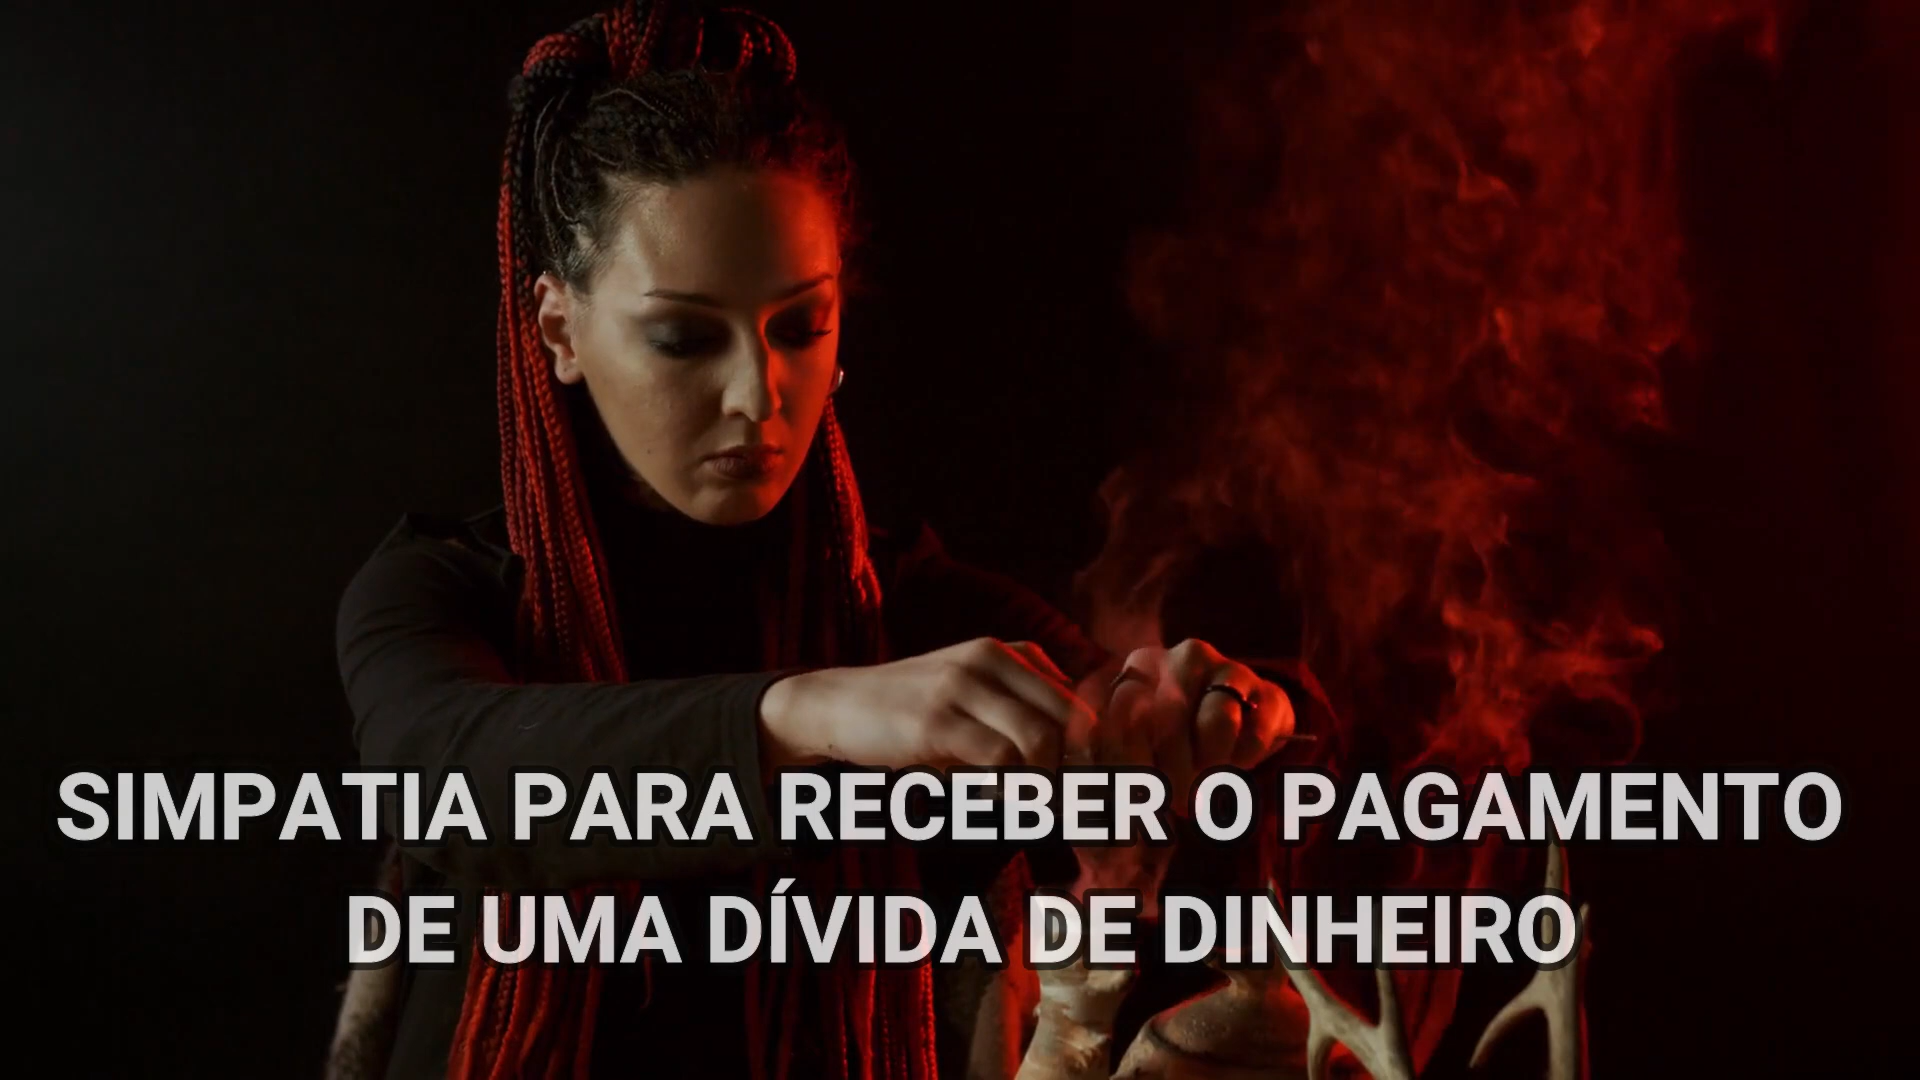 SIMPATIA PARA RECEBER O PAGAMENTO
DE UMA DÍVIDA DE DINHEIRO